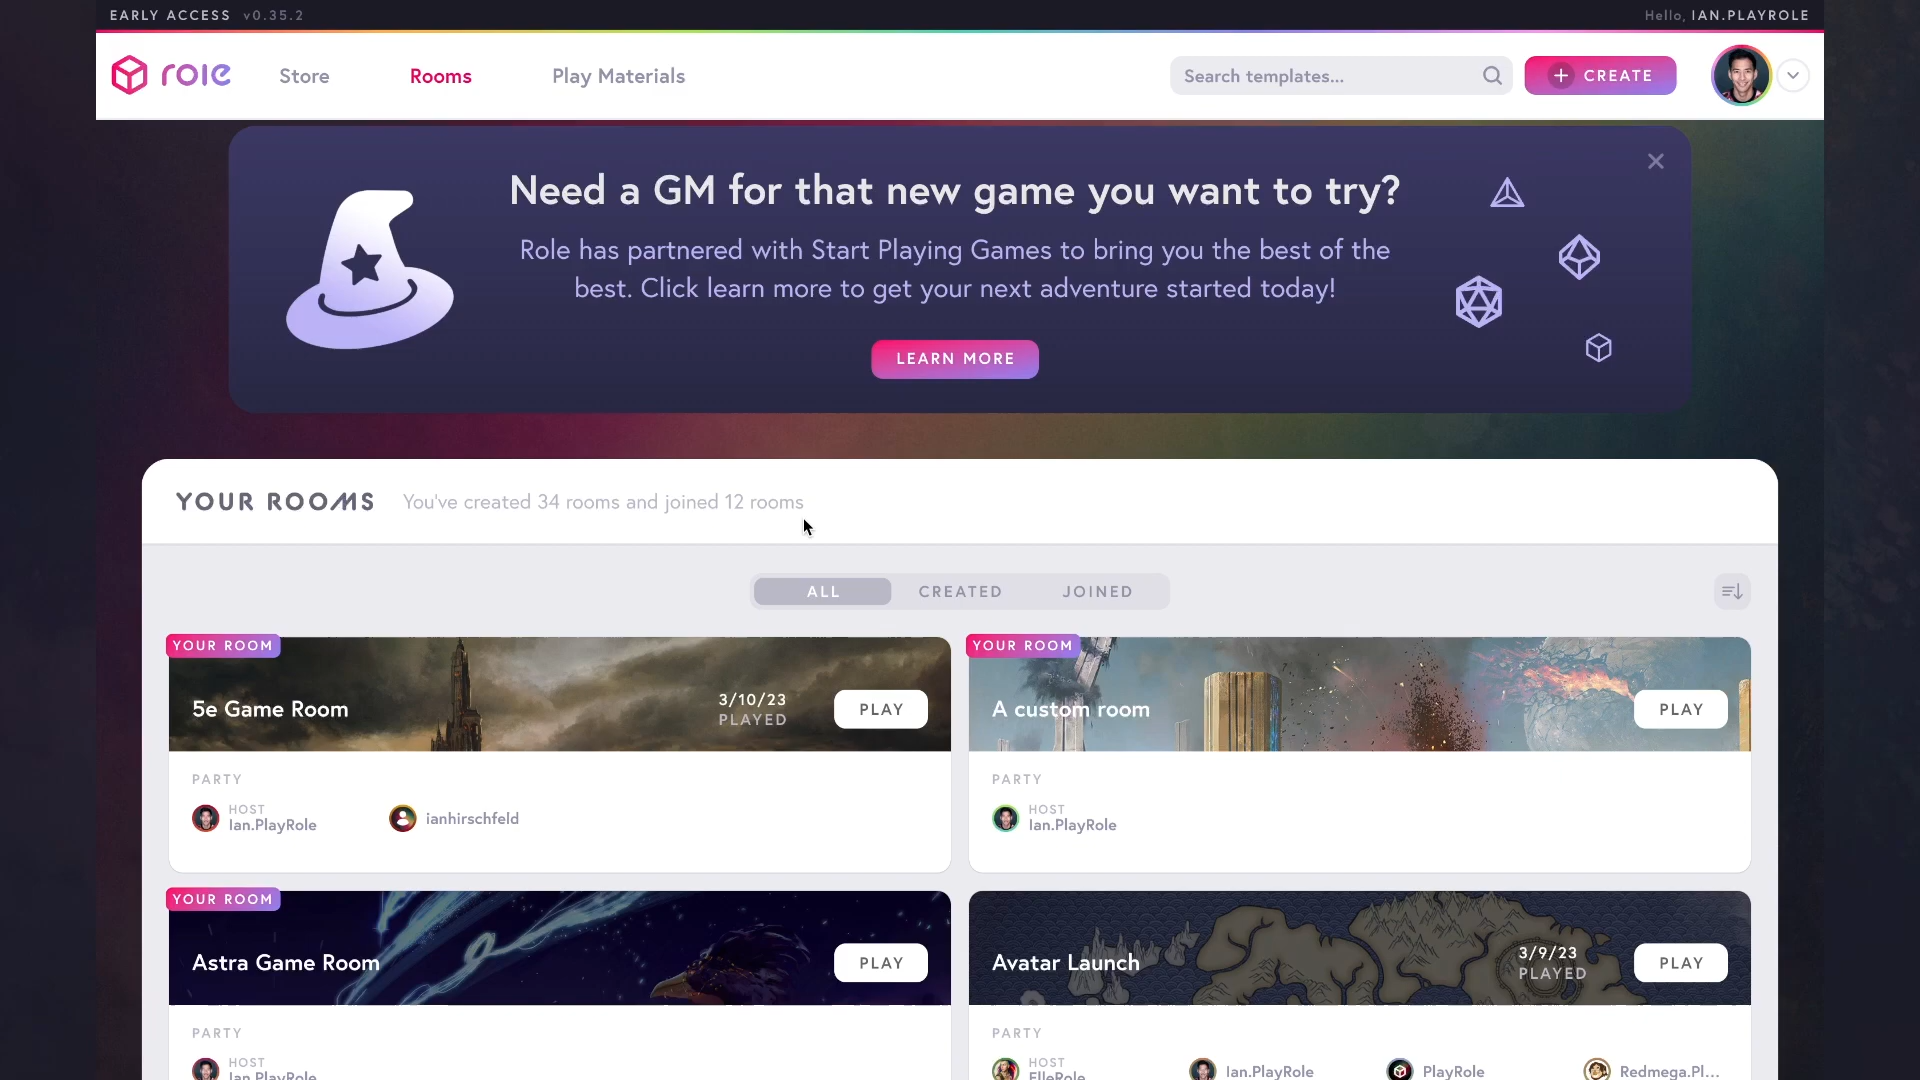 EARLY ACCESS v0.35.2
Hello, IAN.PLAYROLE
role
Store
Rooms
Play Materials
Search templates...
+ CREATE
Need a GM for that new game you want to try?
Role has partnered with Start Playing Games to bring you the best of the
best. Click learn more to get your next adventure started today!
LEARN MORE
YOUR ROOMS
You've created 34 rooms and joined 12 rooms
ALL
CREATED
JOINED
YOUR ROOM
5e Game Room
3/10/23
PLAYED
PLAY
PARTY
HOST
Ian.PlayRole
ianhirschfeld
YOUR ROOM
A custom room
PLAY
PARTY
HOST
Ian.PlayRole
YOUR ROOM
Astra Game Room
PLAY
PARTY
HOST
Ian.PlayRole
Avatar Launch
3/9/23
PLAYED
PLAY
PARTY
HOST
ElleRole
Ian.PlayRole
PlayRole
Redmega.Pl...